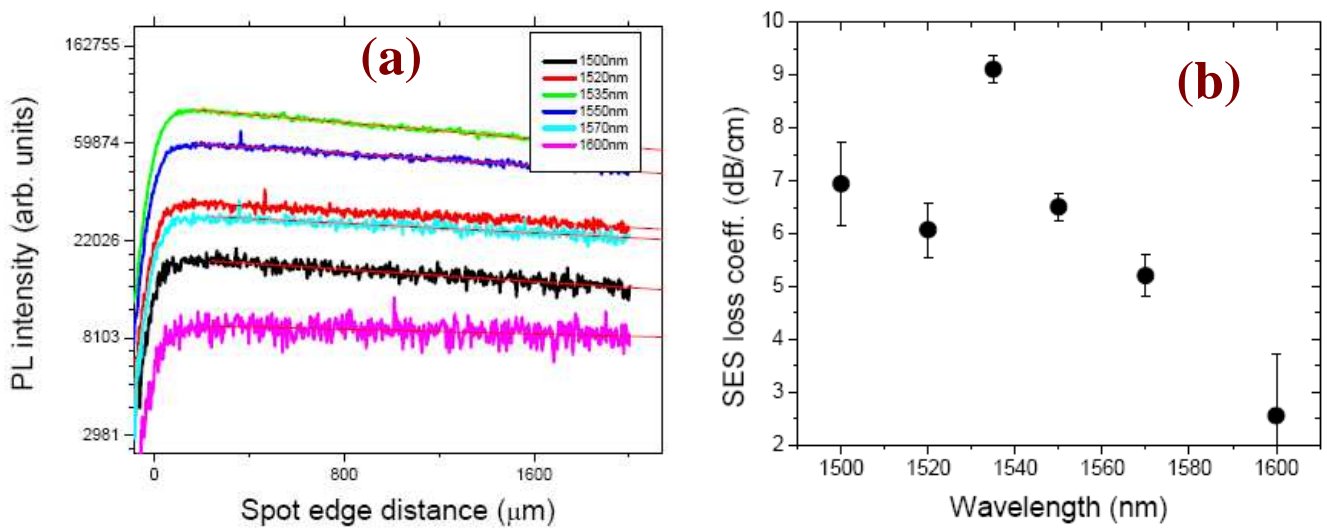 (a)
PL intensity (arb. units)
162755
59874
22026
8103
2981
1500nm
1520nm
1535nm
1550nm
1570nm
1600nm
0 800 1600
Spot edge distance (μm)
(b)
SES loss coeff. (dB/cm)
10
9
8
7
6
5
4
3
2
1500 1520 1540 1560 1580 1600
Wavelength (nm)